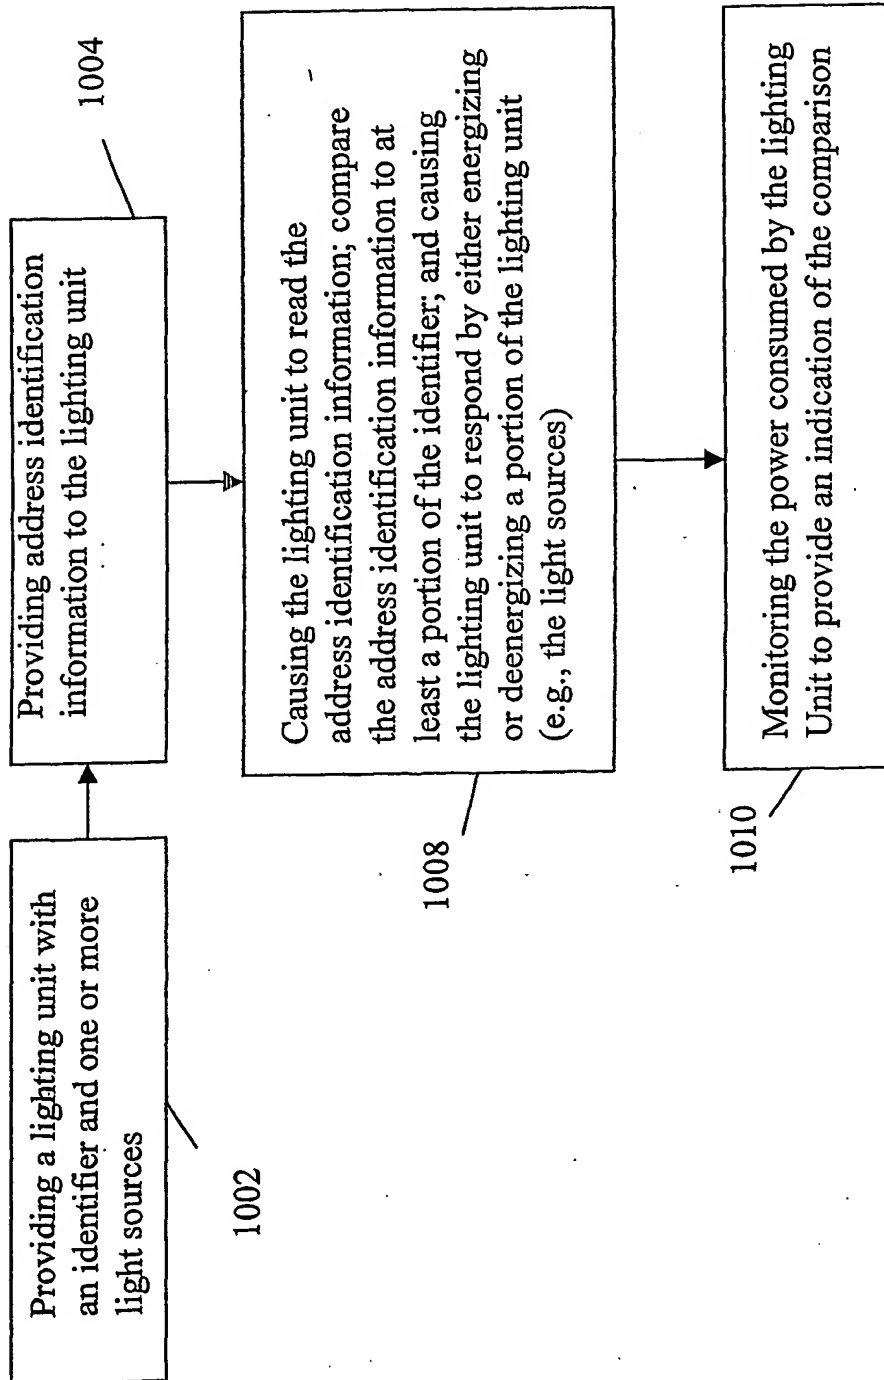 Providing a lighting unit with
an identifier and one or more
light sources
1002
Providing address identification
information to the lighting unit
1004
Causing the lighting unit to read the
address identification information; compare
the address identification information to at
least a portion of the identifier; and causing
the lighting unit to respond by either energizing
or deenergizing a portion of the lighting unit
(e.g., the light sources)
1008
Monitoring the power consumed by the lighting
Unit to provide an indication of the comparison
1010